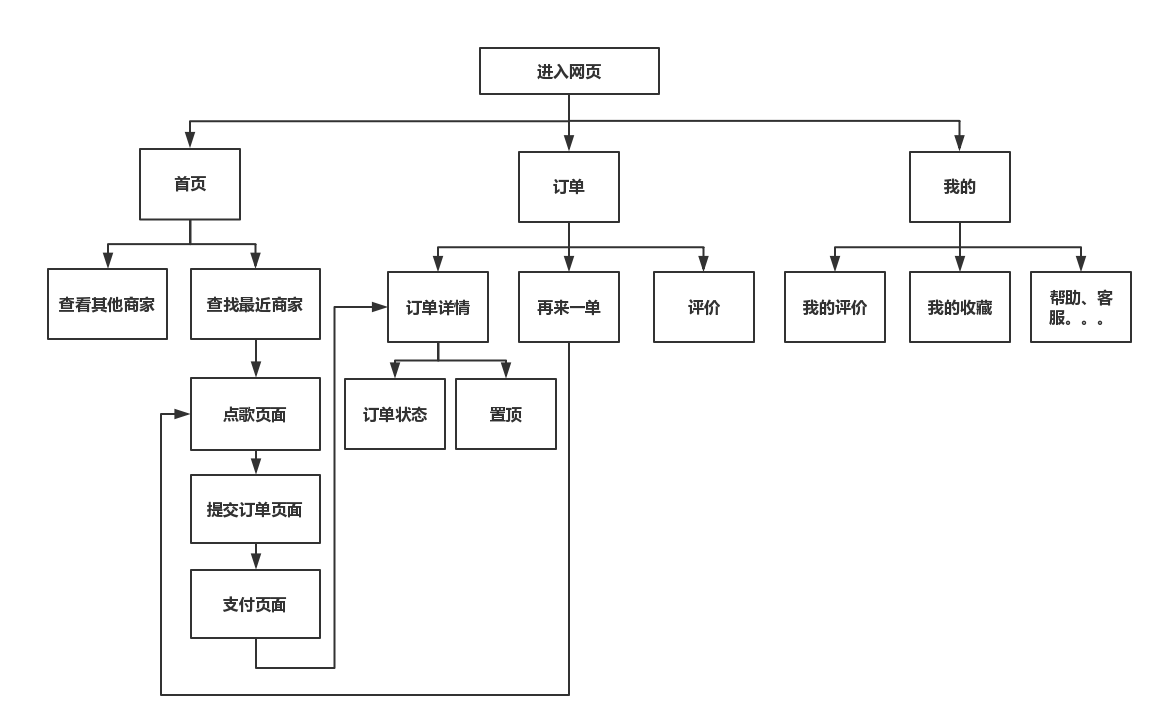 进入网页
首页
订单
我的
查看其他商家
查找最近商家
订单详情
再来一单
评价
我的评价
我的收藏
帮助、客
服。。。
点歌页面
订单状态
置顶
提交订单页面
支付页面